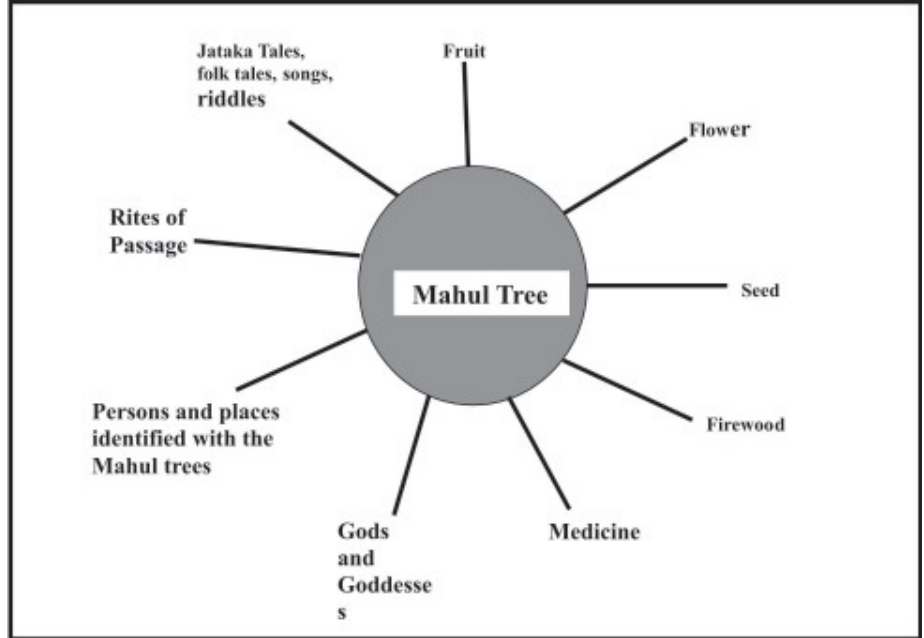 Jataka Tales,
folk tales, songs,
riddles
Fruit
Flower
Rites of
Passage
Mahul Tree
Seed
Persons and places
identified with the
Mahul trees
Firewood
Gods
and
Goddesse
s
Medicine